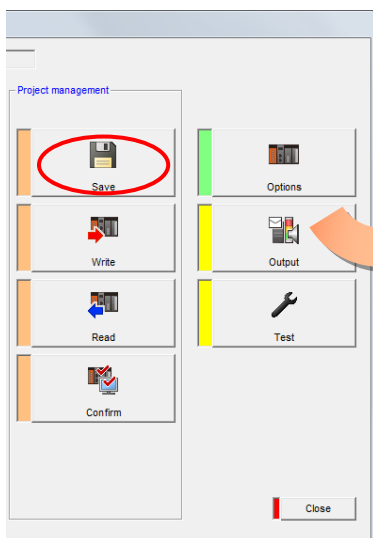 Project management
Save
Options
Write
Output
Read
Test
Confirm
Close